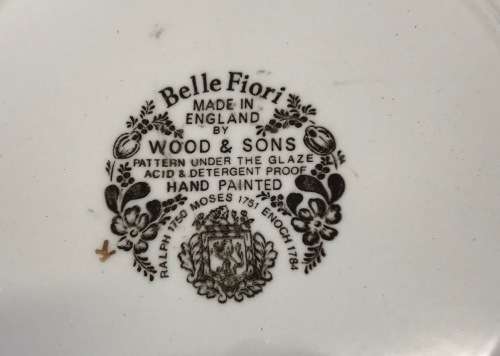 Belle Fiori
MADE IN
ENGLAND
BY
WOOD & SONS
PATTERN UNDER THE GLAZE
ACID & DETERGENT PROOF
HAND PAINTED
RALPH 1750 MOSES 1751 ENOCH 1784